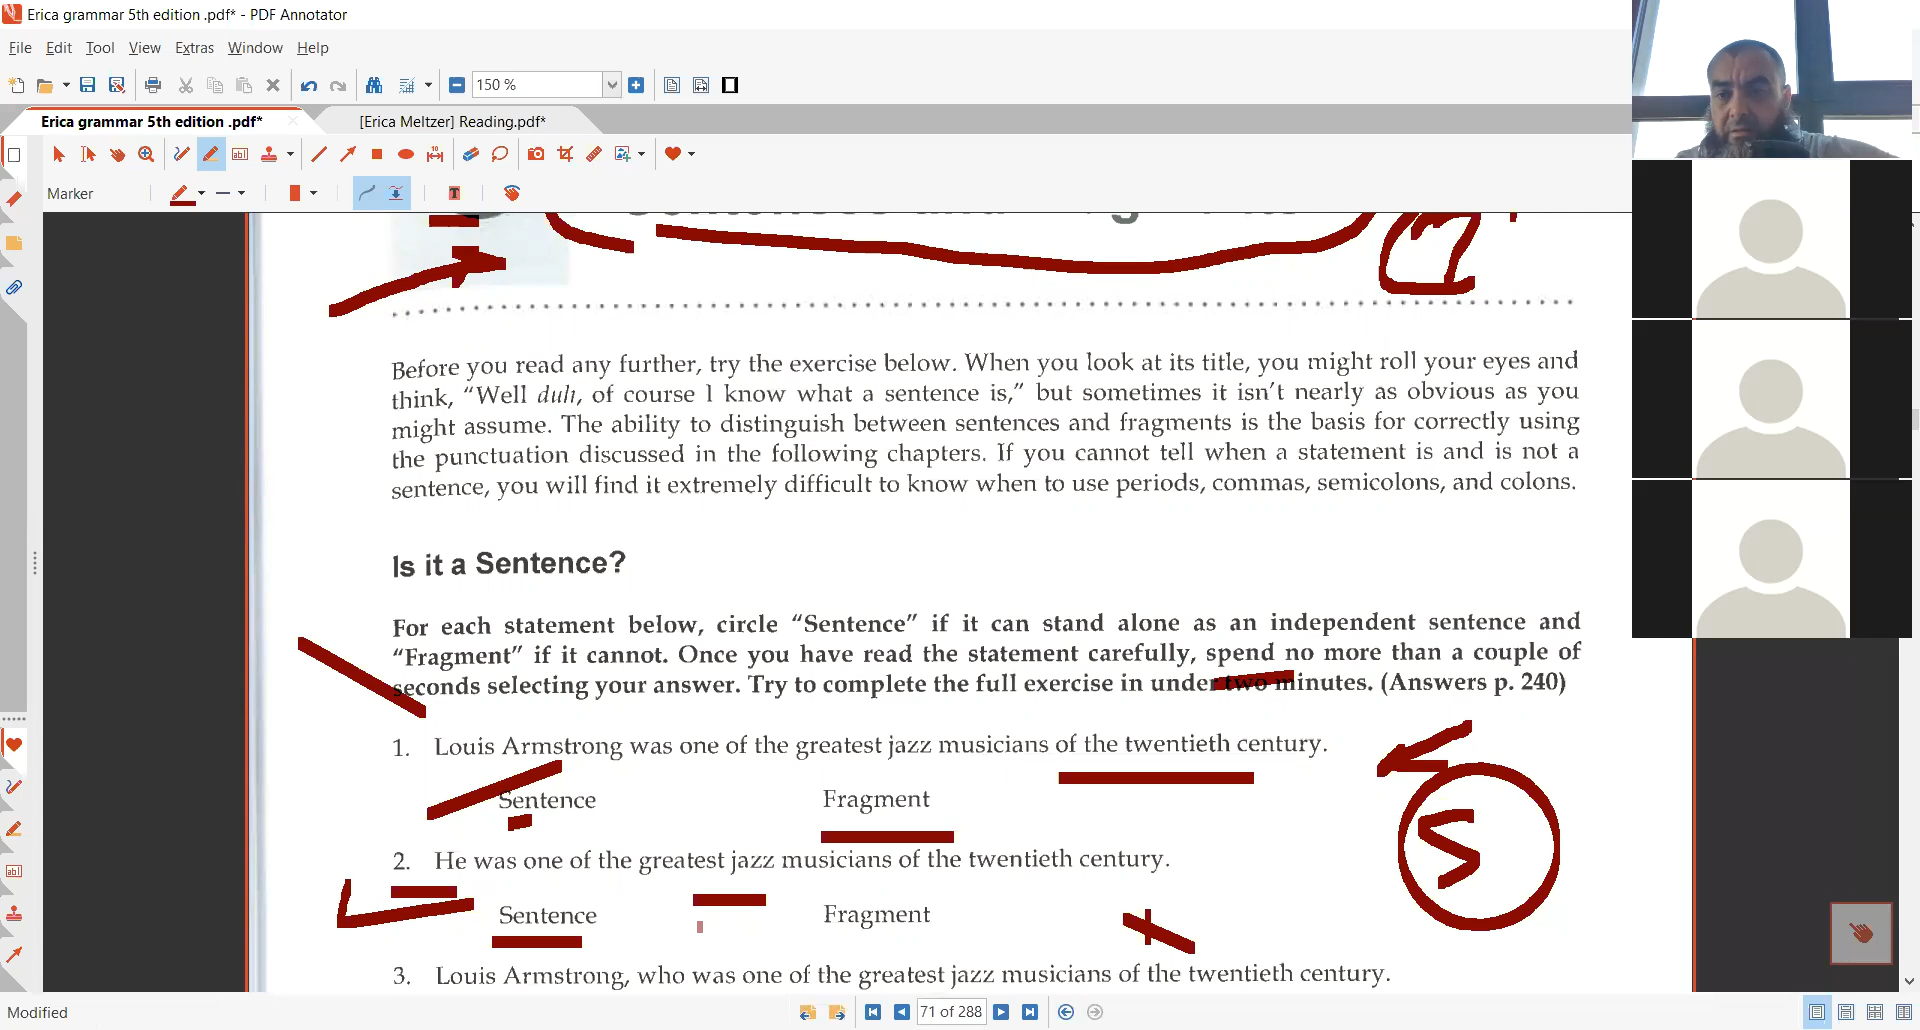 Erica grammar 5th edition .pdf* - PDF Annotator
File Edit Tool View Extras Window Help
150 %
Erica grammar 5th edition .pdf*
[Erica Meltzer] Reading.pdf*
Marker
Before you read any further, try the exercise below. When you look at its title, you might roll your eyes and
think, “Well duh, of course I know what a sentence is,” but sometimes it isn’t nearly as obvious as you
might assume. The ability to distinguish between sentences and fragments is the basis for correctly using
the punctuation discussed in the following chapters. If you cannot tell when a statement is and is not a
sentence, you will find it extremely difficult to know when to use periods, commas, semicolons, and colons.
Is it a Sentence?
For each statement below, circle “Sentence” if it can stand alone as an independent sentence and
“Fragment” if it cannot. Once you have read the statement carefully, spend no more than a couple of
seconds selecting your answer. Try to complete the full exercise in under two minutes. (Answers p. 240)
1. Louis Armstrong was one of the greatest jazz musicians of the twentieth century.
Sentence Fragment
S
2. He was one of the greatest jazz musicians of the twentieth century.
Sentence Fragment
3. Louis Armstrong, who was one of the greatest jazz musicians of the twentieth century.
Modified
71 of 288